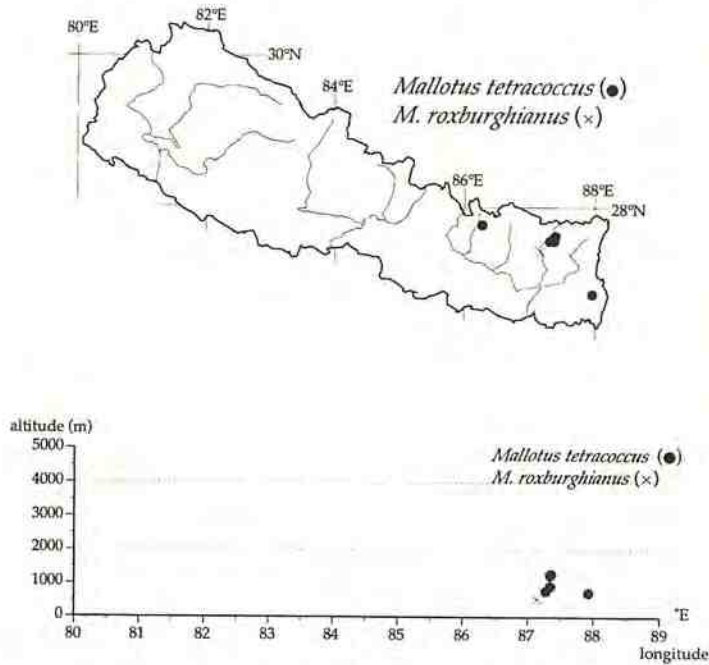 80°E
82°E
30°N
84°E
Mallotus tetracoccus (●)
M. roxburghianus (×)
86°E
88°E
28°N
altitude (m)
5000
4000
3000
2000
1000
0
Mallotus tetracoccus (●)
M. roxburghianus (×)
80 81 82 83 84 85 86 87 88 89
°E
longitude